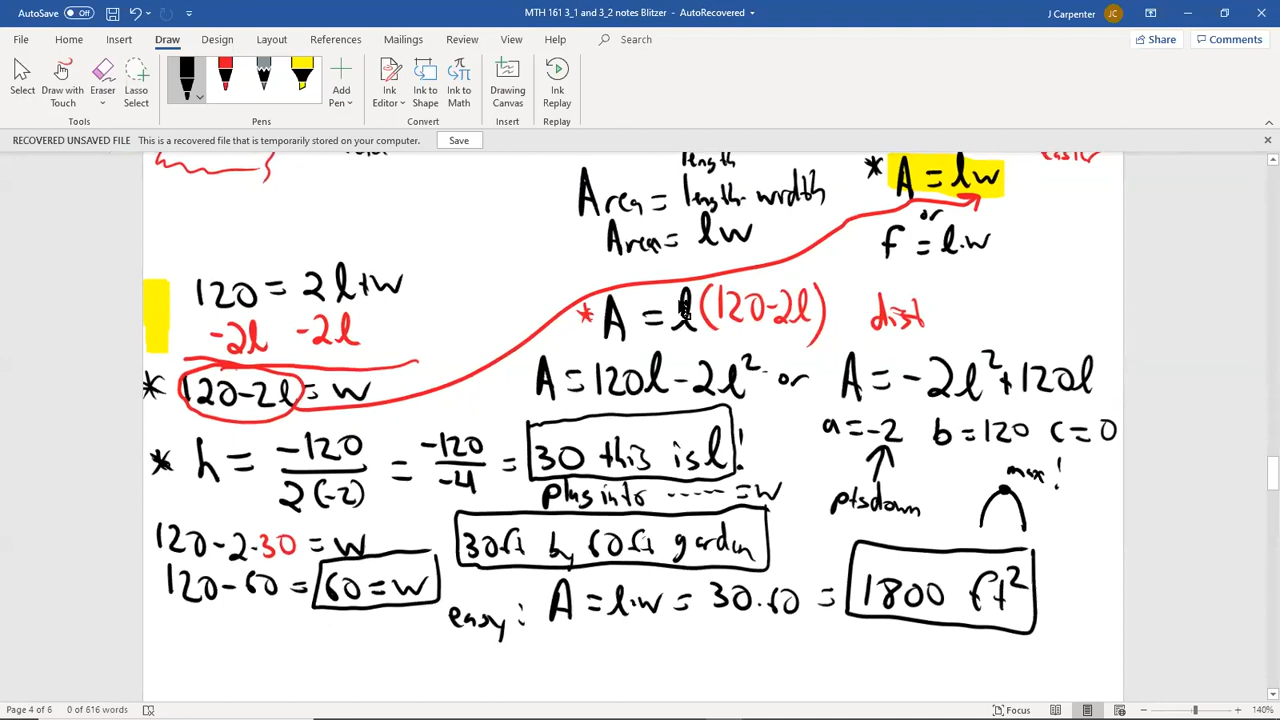 AutoSave Off MTH 161 3_1 and 3_2 notes Blitzer - AutoRecovered J Carpenter JC
File Home Insert Draw Design Layout References Mailings Review View Help Search Share Comments
Select Draw with Touch Eraser Lasso Select Add Pen Ink Editor Ink to Shape Ink to Math Drawing Canvas Ink Replay
Tools Pens Convert Insert Replay
RECOVERED UNSAVED FILE This is a recovered file that is temporarily stored on your computer. Save
length
easier
Area = length · width
* A = lw
or
Area = lw
f = l·w
120 = 2l+w
-2l -2l
* A = l(120-2l) dist
* 120-2l = w
A = 120l - 2l² or A = -2l² + 120l
a = -2 b = 120 c = 0
* h = -120/2(-2) = -120/-4 = 30 this is l!
ptsdown
max!
plug into ------ = w
120-2·30 = w
30ft by 60ft garden
120-60 = 60 = w
easy: A = l·w = 30·60 = 1800 ft²
Page 4 of 6 0 of 616 words Focus 140%